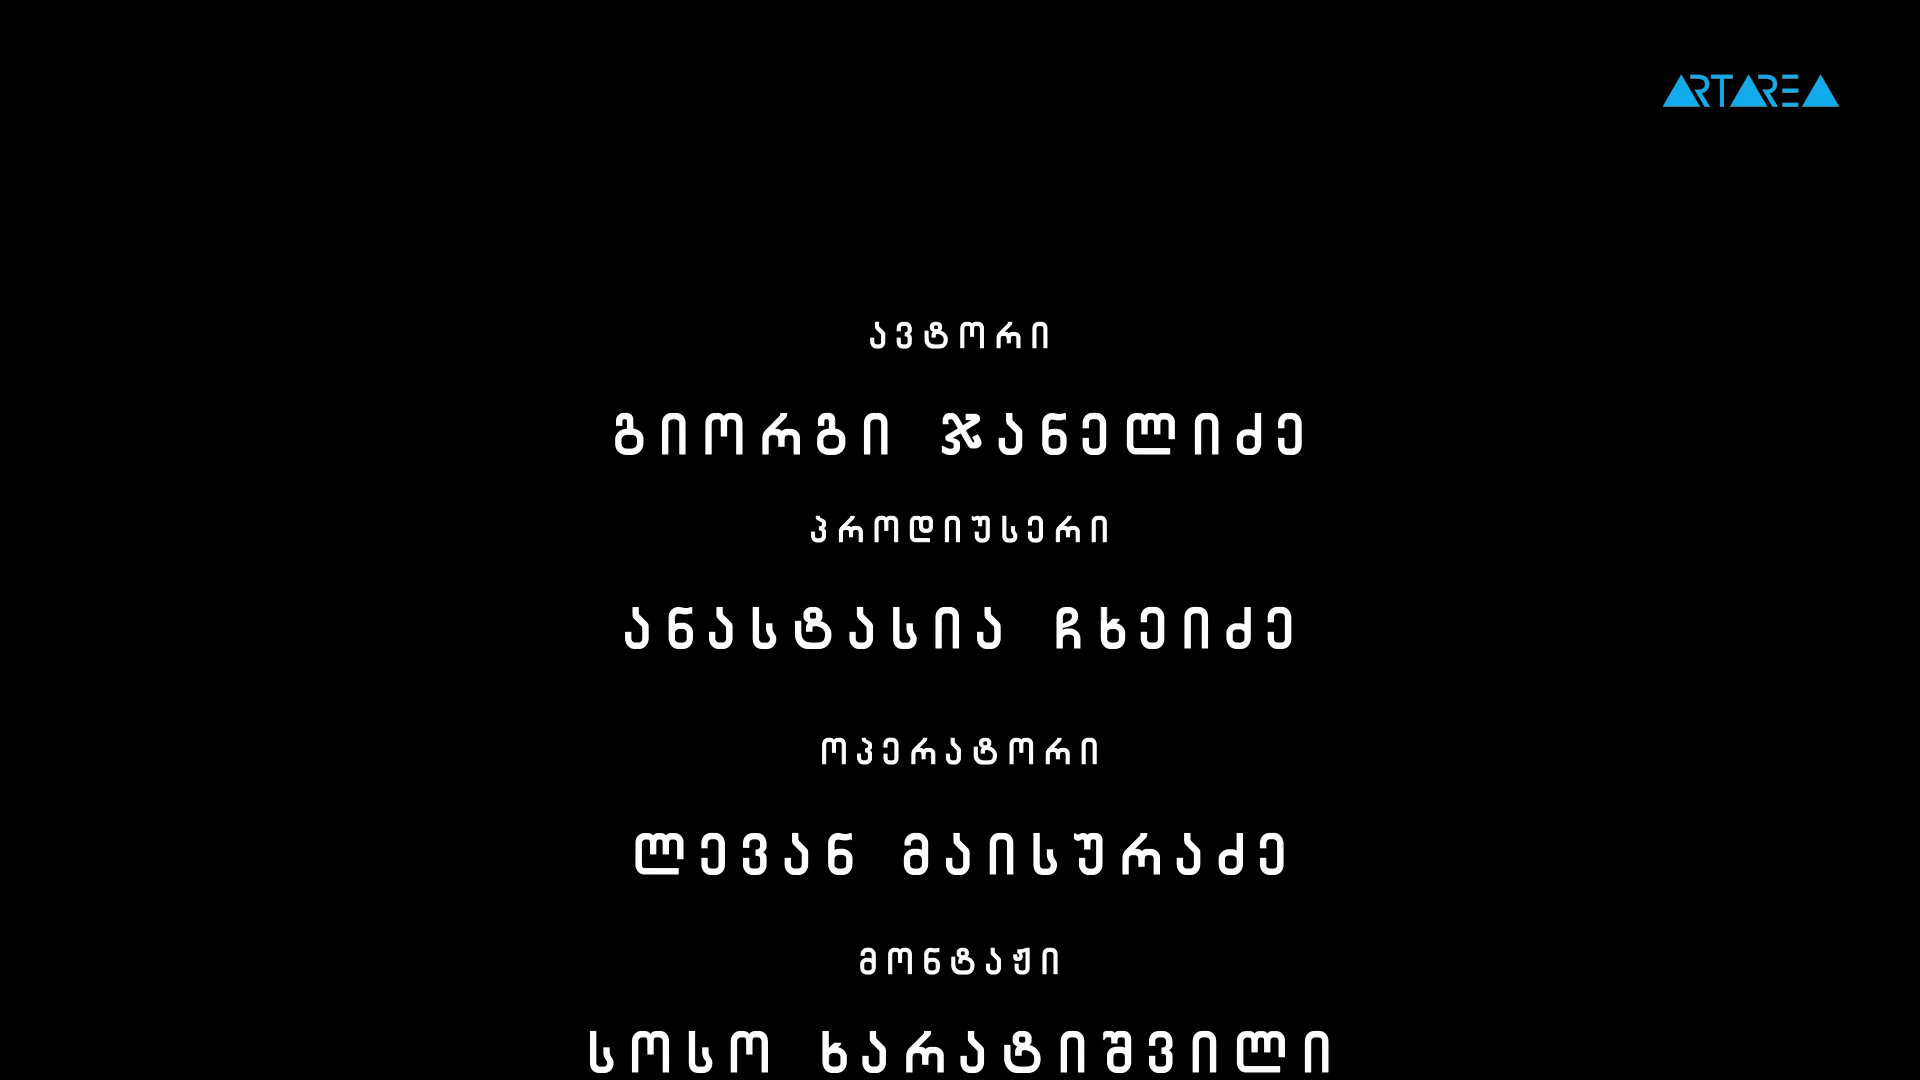 ARTAREA
ავტორი
გიორგი ჯანელიძე
პროდიუსერი
ანასტასია ჩხეიძე
ოპერატორი
ლევან მაისურაძე
მონტაჟი
სოსო ხარატიშვილი